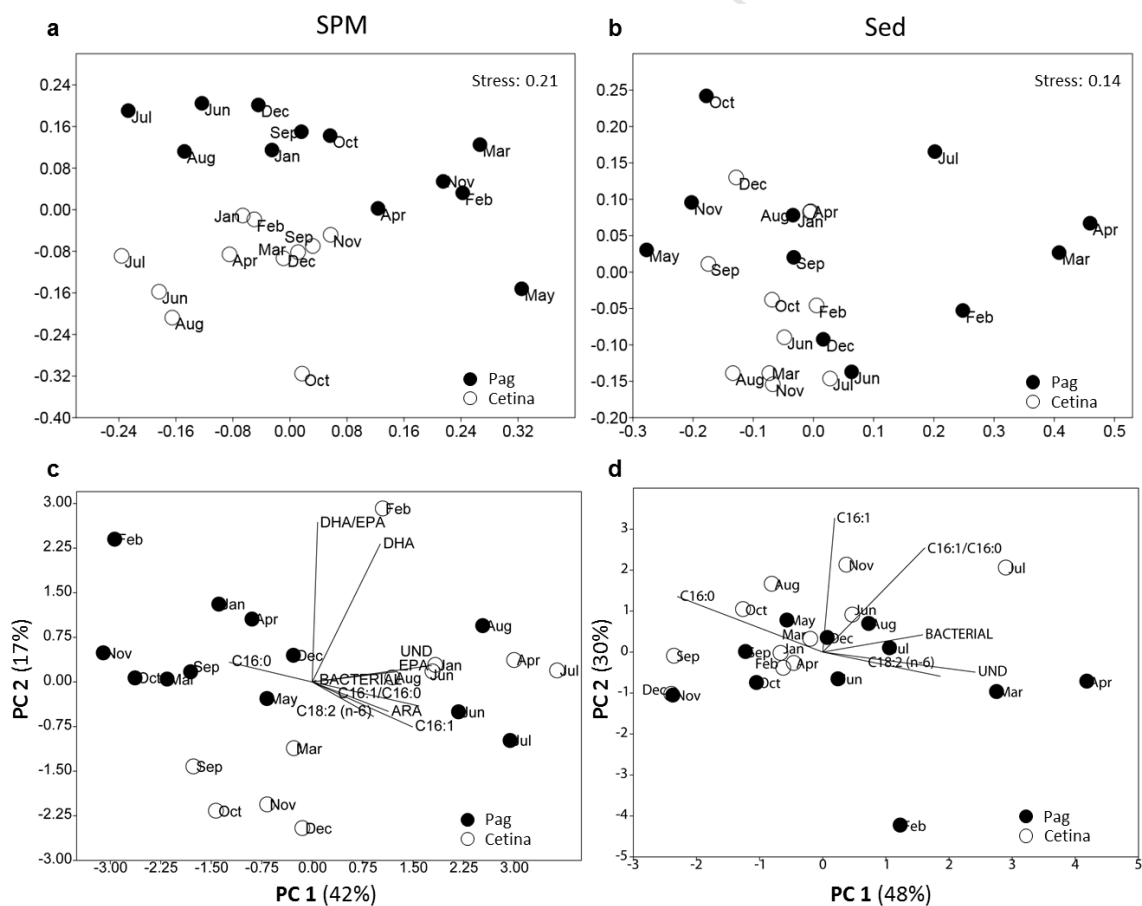 a
SPM
Stress: 0.21
0.24
0.16
0.08
0.00
-0.08
-0.16
-0.24
-0.32
-0.40
Jul
Jun
Dec
Sep
Oct
Aug
Jan
Mar
Nov
Feb
Apr
May
Jan
Feb
Sep
Nov
Mar
Dec
Apr
Jul
Jun
Aug
Oct
Pag
Cetina
-0.24 -0.16 -0.08 0.00 0.08 0.16 0.24 0.32
b
Sed
Stress: 0.14
0.25
0.20
0.15
0.10
0.05
0.00
-0.05
-0.10
-0.15
-0.20
Oct
Jul
Dec
Nov
Aug
Jan
Apr
Apr
May
Sep
Sep
Mar
Oct
Feb
Feb
Jun
Dec
Aug
Mar
Nov
Jul
Jun
Pag
Cetina
-0.3 -0.2 -0.1 0.0 0.1 0.2 0.3 0.4 0.5
c
PC 2 (17%)
3.00
2.25
1.50
0.75
0.00
-0.75
-1.50
-2.25
-3.00
Feb
DHA/EPA
DHA
Feb
Jan
Apr
Aug
Nov
Sep
C16:0
Dec
UND
EPA
Jan
Apr
Oct
Mar
BACTERIAL
Aug
Jun
Jul
May
C16:1/C16:0
C18:2 (n-6)
ARA
C16:1
Jun
Jul
Mar
Sep
Oct
Nov
Dec
Pag
Cetina
-3.00 -2.25 -1.50 -0.75 0.00 0.75 1.50 2.25 3.00
PC 1 (42%)
d
PC 2 (30%)
3
2
1
0
-1
-2
-3
-4
-5
C16:1
C16:1/C16:0
Nov
Jul
Aug
C16:0
Oct
Jun
May
Aug
Mar
Dec
BACTERIAL
Sep
Sep
Jan
Jul
Feb
Apr
C18:2 (n-6)
UND
Dec
Nov
Oct
Jun
Mar
Apr
Feb
Pag
Cetina
-3 -2 -1 0 1 2 3 4 5
PC 1 (48%)